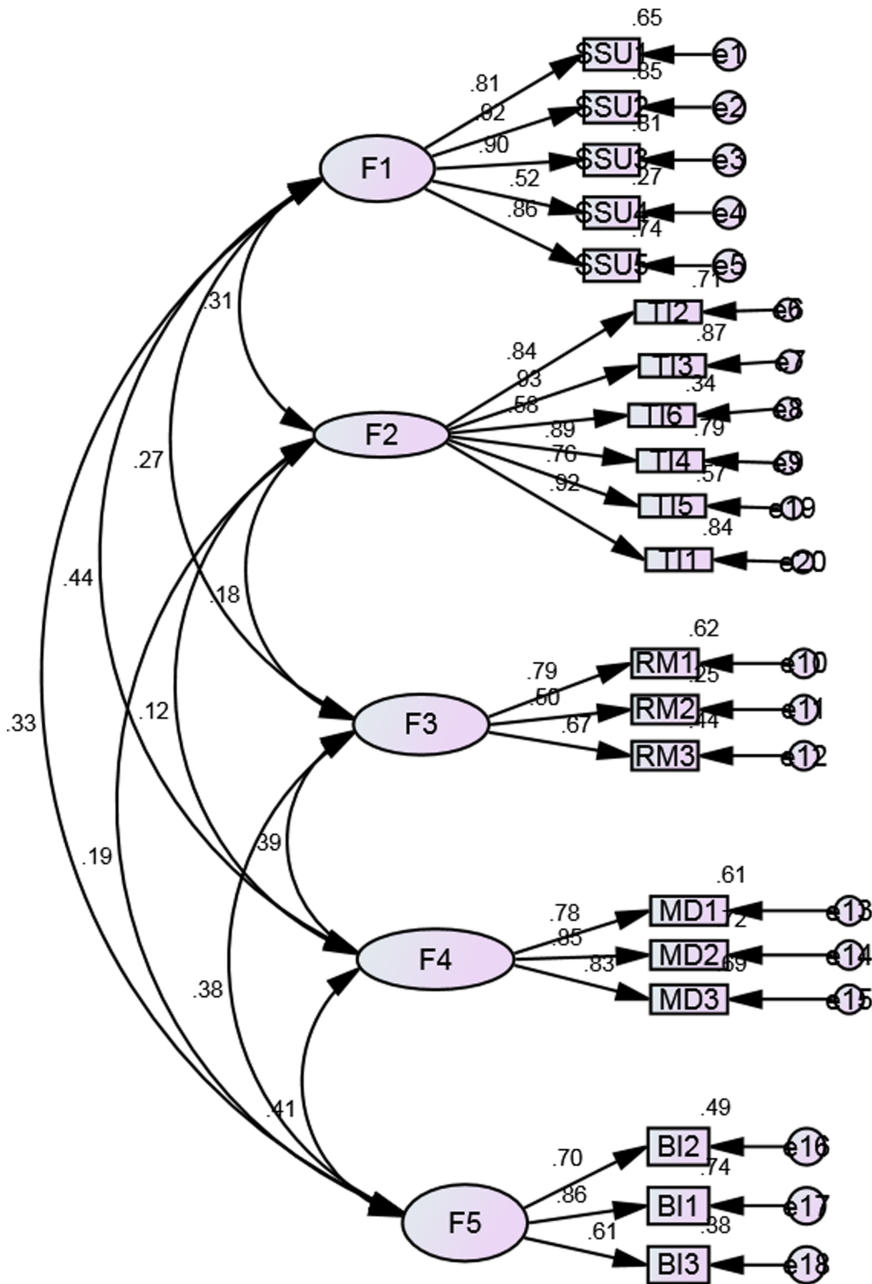 .65
.81 SSU1 e1
.85
.92 SSU2 e2
.81
.90 SSU3 e3
F1
.27
.52 SSU4 e4
.74
.86 SSU5 e5
.71
.31
TI2 e6
.87
.84
TI3 e7
.34
.93
TI6 e8
.58
.79
F2
.89
TI4 e9
.57
.76
.27
TI5 e19
.92
.84
TI1 e20
.44
.18
.62
RM1 e10
.79
.25
.50
RM2 e11
.44
F3
.67
RM3 e12
.33
.12
.39
.19
.61
MD1 e13
.78
.85
MD2 e14
.69
F4
.83
MD3 e15
.38
.41
.49
BI2 e16
.70
.74
.86
BI1 e17
.38
F5
.61
BI3 e18